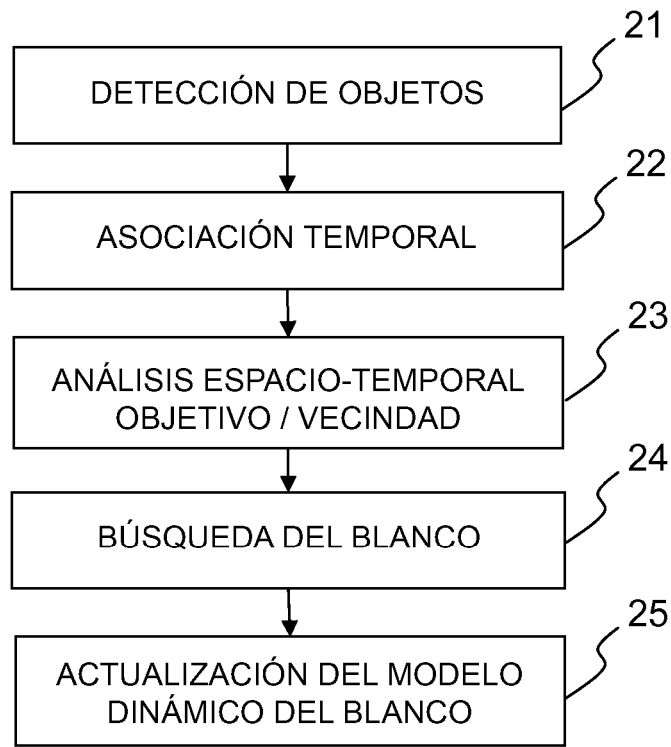 21
DETECCIÓN DE OBJETOS
22
ASOCIACIÓN TEMPORAL
23
ANÁLISIS ESPACIO-TEMPORAL
OBJETIVO / VECINDAD
24
BÚSQUEDA DEL BLANCO
25
ACTUALIZACIÓN DEL MODELO
DINÁMICO DEL BLANCO